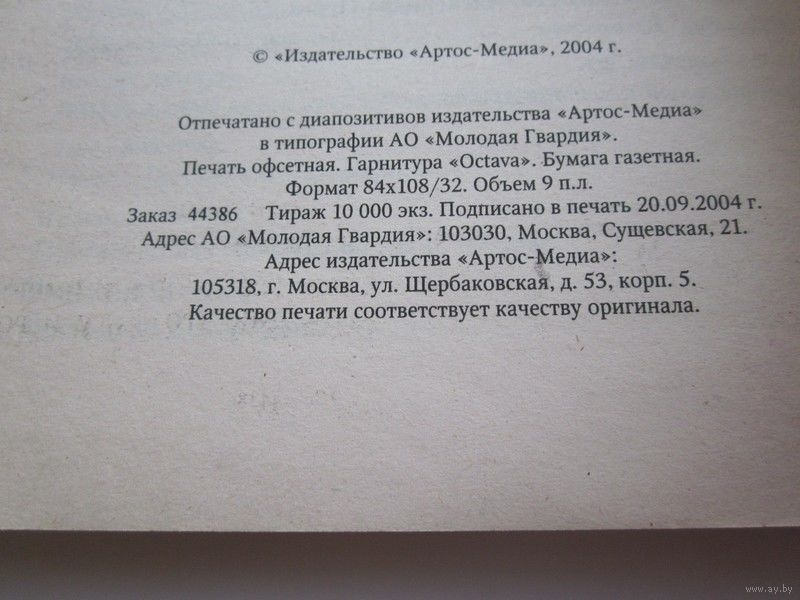 © «Издательство «Артос-Медиа», 2004 г.
Отпечатано с диапозитивов издательства «Артос-Медиа»
в типографии АО «Молодая Гвардия».
Печать офсетная. Гарнитура «Octava». Бумага газетная.
Формат 84х108/32. Объем 9 п.л.
Заказ 44386 Тираж 10 000 экз. Подписано в печать 20.09.2004 г.
Адрес АО «Молодая Гвардия»: 103030, Москва, Сущевская, 21.
Адрес издательства «Артос-Медиа»:
105318, г. Москва, ул. Щербаковская, д. 53, корп. 5.
Качество печати соответствует качеству оригинала.
www.ay.by